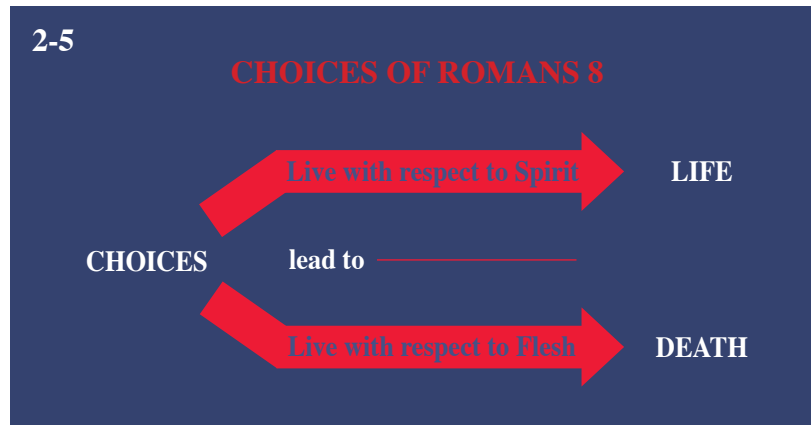 2-5
CHOICES OF ROMANS 8
Live with respect to Spirit
LIFE
CHOICES
lead to
Live with respect to Flesh
DEATH